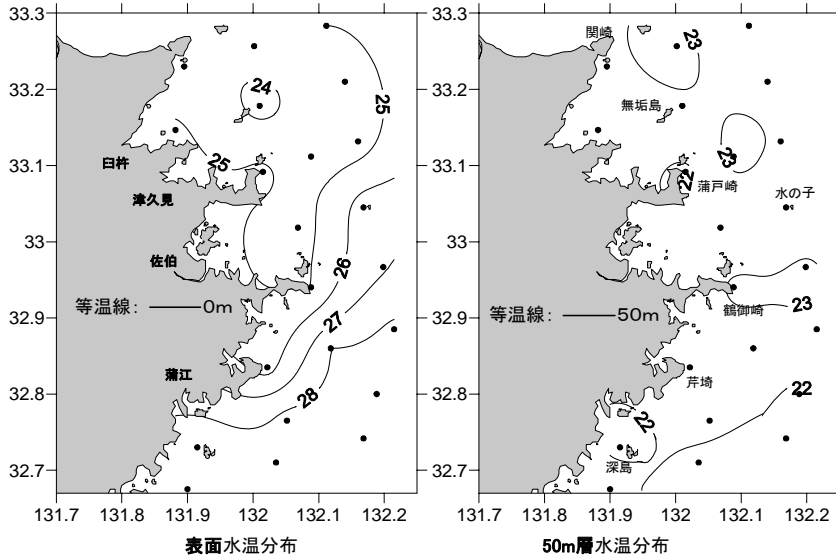 33.3
33.2
33.1
33
32.9
32.8
32.7
131.7 131.8 131.9 132 132.1 132.2
24
25
25
26
27
28
臼杵
津久見
佐伯
蒲江
等温線: 0m
表面水温分布
33.3
33.2
33.1
33
32.9
32.8
32.7
131.7 131.8 131.9 132 132.1 132.2
関崎
23
無垢島
23
22
蒲戸崎
水の子
鶴御崎
23
等温線: 50m
芹埼
22
22
深島
50m層水温分布